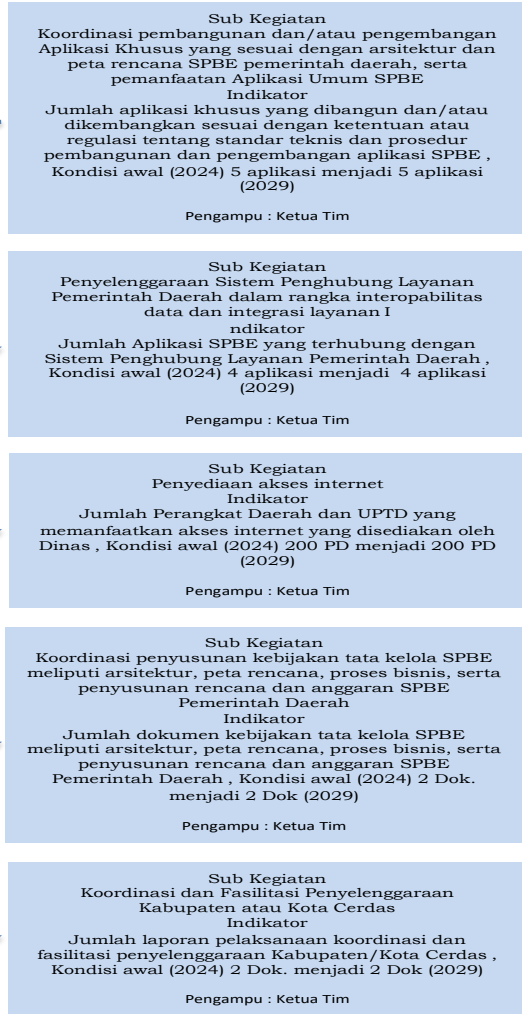 Sub Kegiatan
Koordinasi pembangunan dan/atau pengembangan
Aplikasi Khusus yang sesuai dengan arsitektur dan
peta rencana SPBE pemerintah daerah, serta
pemanfaatan Aplikasi Umum SPBE
Indikator
Jumlah aplikasi khusus yang dibangun dan/atau
dikembangkan sesuai dengan ketentuan atau
regulasi tentang standar teknis dan prosedur
pembangunan dan pengembangan aplikasi SPBE ,
Kondisi awal (2024) 5 aplikasi menjadi 5 aplikasi
(2029)
Pengampu : Ketua Tim
Sub Kegiatan
Penyelenggaraan Sistem Penghubung Layanan
Pemerintah Daerah dalam rangka interopabilitas
data dan integrasi layanan I
ndikator
Jumlah Aplikasi SPBE yang terhubung dengan
Sistem Penghubung Layanan Pemerintah Daerah ,
Kondisi awal (2024) 4 aplikasi menjadi  4 aplikasi
(2029)
Pengampu : Ketua Tim
Sub Kegiatan
Penyediaan akses internet
Indikator
Jumlah Perangkat Daerah dan UPTD yang
memanfaatkan akses internet yang disediakan oleh
Dinas , Kondisi awal (2024) 200 PD menjadi 200 PD
(2029)
Pengampu : Ketua Tim
Sub Kegiatan
Koordinasi penyusunan kebijakan tata kelola SPBE
meliputi arsitektur, peta rencana, proses bisnis, serta
penyusunan rencana dan anggaran SPBE
Pemerintah Daerah
Indikator
Jumlah dokumen kebijakan tata kelola SPBE
meliputi arsitektur, peta rencana, proses bisnis, serta
penyusunan rencana dan anggaran SPBE
Pemerintah Daerah , Kondisi awal (2024) 2 Dok.
menjadi 2 Dok (2029)
Pengampu : Ketua Tim
Sub Kegiatan
Koordinasi dan Fasilitasi Penyelenggaraan
Kabupaten atau Kota Cerdas
Indikator
Jumlah laporan pelaksanaan koordinasi dan
fasilitasi penyelenggaraan Kabupaten/Kota Cerdas ,
Kondisi awal (2024) 2 Dok. menjadi 2 Dok (2029)
Pengampu : Ketua Tim